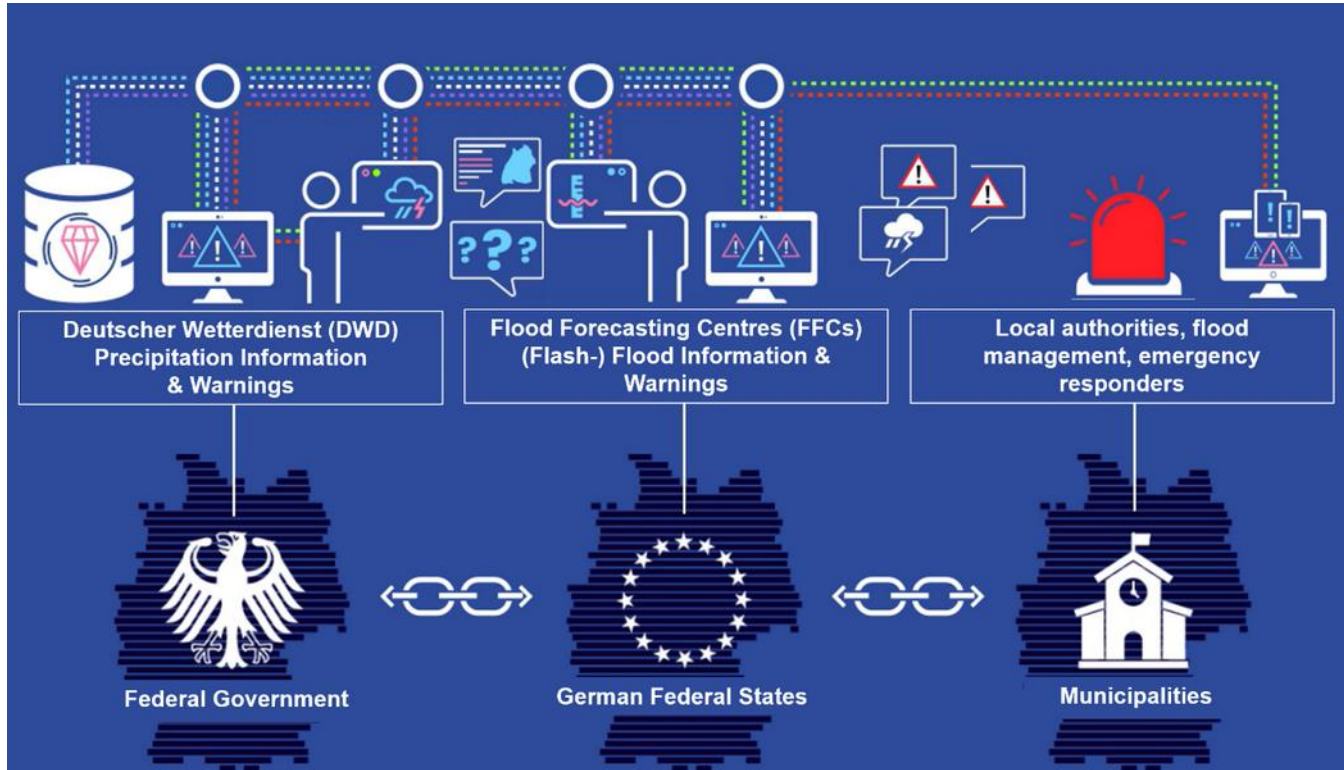 ? ? ?
Deutscher Wetterdienst (DWD)
Precipitation Information
& Warnings
Flood Forecasting Centres (FFCs)
(Flash-) Flood Information &
Warnings
Local authorities, flood
management, emergency
responders
Federal Government
German Federal States
Municipalities